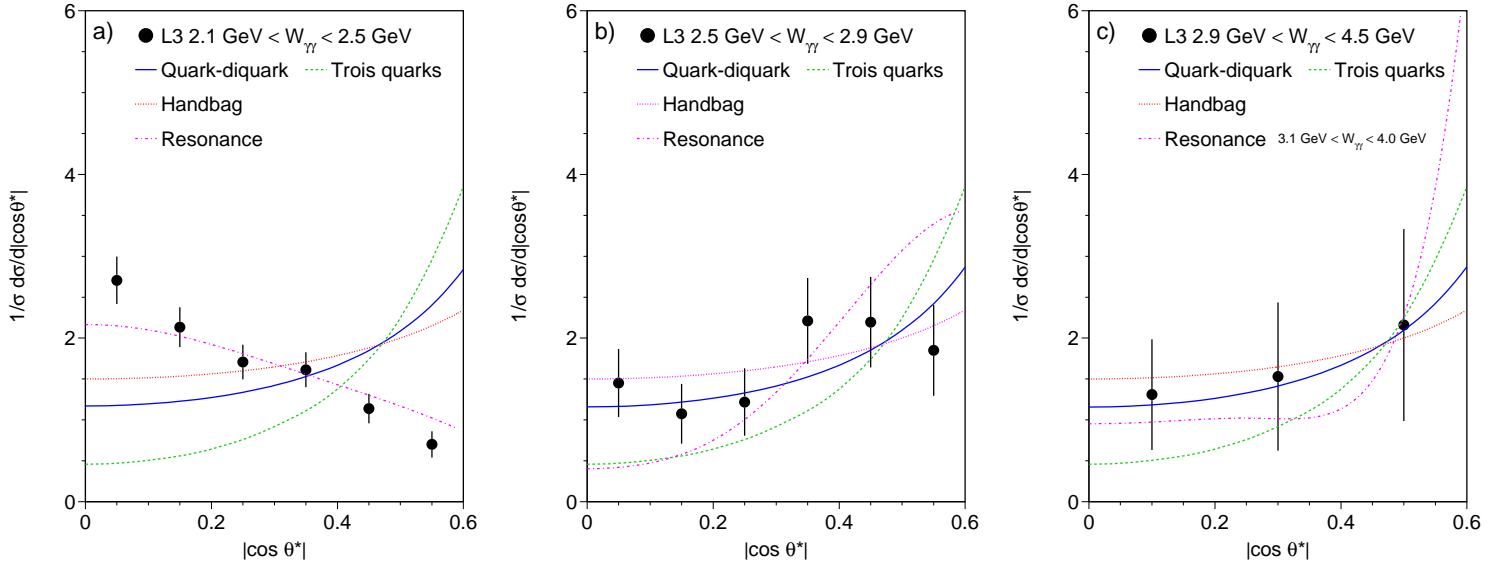 a)
L3 2.1 GeV < Wγγ < 2.5 GeV
Quark-diquark
Trois quarks
Handbag
Resonance
1/σ dσ/d|cosθ*|
6
4
2
0
0 0.2 0.4 0.6
|cos θ*|
b)
L3 2.5 GeV < Wγγ < 2.9 GeV
Quark-diquark
Trois quarks
Handbag
Resonance
1/σ dσ/d|cosθ*|
6
4
2
0
0 0.2 0.4 0.6
|cos θ*|
c)
L3 2.9 GeV < Wγγ < 4.5 GeV
Quark-diquark
Trois quarks
Handbag
Resonance 3.1 GeV < Wγγ < 4.0 GeV
1/σ dσ/d|cosθ*|
6
4
2
0
0 0.2 0.4 0.6
|cos θ*|